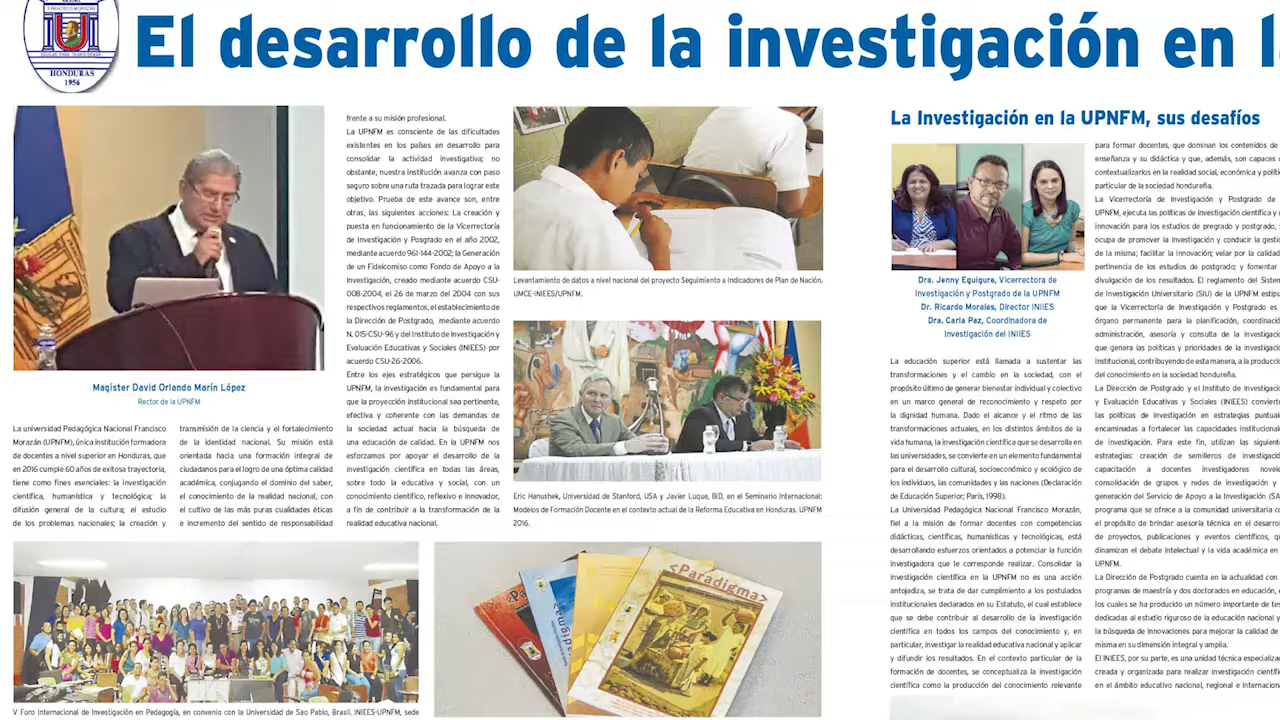 FRANCISCO MORAZÁN
HONDURAS
1956
El desarrollo de la investigación en l
Magíster David Orlando Marín López
Rector de la UPNFM
La universidad Pedagógica Nacional Francisco
Morazán (UPNFM), única institución formadora
de docentes a nivel superior en Honduras, que
en 2016 cumple 60 años de exitosa trayectoria,
tiene como fines esenciales: la investigación
científica, humanística y tecnológica; la
difusión general de la cultura; el estudio
de los problemas nacionales; la creación y
transmisión de la ciencia y el fortalecimiento
de la identidad nacional. Su misión está
orientada hacia una formación integral de
ciudadanos para el logro de una óptima calidad
académica, conjugando el dominio del saber,
el conocimiento de la realidad nacional, con
el cultivo de las más puras cualidades éticas
e incremento del sentido de responsabilidad
frente a su misión profesional.
La UPNFM es consciente de las dificultades
existentes en los países en desarrollo para
consolidar la actividad investigativa; no
obstante, nuestra institución avanza con paso
seguro sobre una ruta trazada para lograr este
objetivo. Prueba de este avance son, entre
otras, las siguientes acciones: La creación y
puesta en funcionamiento de la Vicerrectoría
de Investigación y Posgrado en el año 2002,
mediante acuerdo 961-144-2002; la Generación
de un Fideicomiso como Fondo de Apoyo a la
Investigación, creado mediante acuerdo CSU-
008-2004, el 26 de marzo del 2004 con sus
respectivos reglamentos, el establecimiento de
la Dirección de Postgrado, mediante acuerdo
N. 015-CSU-96 y del Instituto de Investigación y
Evaluación Educativas y Sociales (INIEES) por
acuerdo CSU-26-2006.
Entre los ejes estratégicos que persigue la
UPNFM, la investigación es fundamental para
que la proyección institucional sea pertinente,
efectiva y coherente con las demandas de
la sociedad actual hacia la búsqueda de
una educación de calidad. En la UPNFM nos
esforzamos por apoyar el desarrollo de la
investigación científica en todas las áreas,
sobre todo la educativa y social, con un
conocimiento científico, reflexivo e innovador,
a fin de contribuir a la transformación de la
realidad educativa nacional.
Levantamiento de datos a nivel nacional del proyecto Seguimiento a Indicadores de Plan de Nación.
UMCE-INIEES/UPNFM.
Eric Hanushek, Universidad de Stanford, USA y Javier Luque, BID, en el Seminario Internacional:
Modelos de Formación Docente en el contexto actual de la Reforma Educativa en Honduras. UPNFM
2016.
V Foro Internacional de Investigación en Pedagogía, en convenio con la Universidad de Sao Pablo, Brasil. INIEES-UPNFM, sede
<Paradigma>
La Investigación en la UPNFM, sus desafíos
Dra. Jenny Eguigure, Vicerrectora de
Investigación y Postgrado de la UPNFM
Dr. Ricardo Morales, Director INIIES
Dra. Carla Paz, Coordinadora de
Investigación del INIIES
La educación superior está llamada a sustentar las
transformaciones y el cambio en la sociedad, con el
propósito último de generar bienestar individual y colectivo
en un marco general de reconocimiento y respeto por
la dignidad humana. Dado el alcance y el ritmo de las
transformaciones actuales, en los distintos ámbitos de la
vida humana, la investigación científica que se desarrolla en
las universidades, se convierte en un elemento fundamental
para el desarrollo cultural, socioeconómico y ecológico de
los individuos, las comunidades y las naciones (Declaración
de Educación Superior; París, 1998).
La Universidad Pedagógica Nacional Francisco Morazán,
fiel a la misión de formar docentes con competencias
didácticas, científicas, humanísticas y tecnológicas, está
desarrollando esfuerzos orientados a potenciar la función
investigadora que le corresponde realizar. Consolidar la
investigación científica en la UPNFM no es una acción
antojadiza, se trata de dar cumplimiento a los postulados
institucionales declarados en su Estatuto, el cual establece
que se debe contribuir al desarrollo de la investigación
científica en todos los campos del conocimiento y, en
particular, investigar la realidad educativa nacional y aplicar
y difundir los resultados. En el contexto particular de la
formación de docentes, se conceptualiza la investigación
científica como la producción del conocimiento relevante
para formar docentes, que dominan los contenidos de
enseñanza y su didáctica y que, además, son capaces
contextualizarlos en la realidad social, económica y políti
particular de la sociedad hondureña.
La Vicerrectoría de Investigación y Postgrado de
UPNFM, ejecuta las políticas de investigación científica y
innovación para los estudios de pregrado y postgrado,
ocupa de promover la investigación y conducir la gestió
de la misma; facilitar la innovación; velar por la calidad
pertinencia de los estudios de postgrado; y fomentar
divulgación de los resultados. El reglamento del Sistem
de Investigación Universitario (SIU) de la UPNFM estipu
que la Vicerrectoría de Investigación y Postgrado es
órgano permanente para la planificación, coordinació
administración, asesoría y consulta de la investigaci
que genera las políticas y prioridades de la investigació
institucional, contribuyendo de esta manera, a la producció
del conocimiento en la sociedad hondureña.
La Dirección de Postgrado y el Instituto de Investigaci
y Evaluación Educativas y Sociales (INIEES) convierte
las políticas de investigación en estrategias puntual
encaminadas a fortalecer las capacidades institucionale
de investigación. Para este fin, utilizan las siguient
estrategias: creación de semilleros de investigació
capacitación a docentes investigadores novele
consolidación de grupos y redes de investigación y
generación del Servicio de Apoyo a la Investigación (SA
programa que se ofrece a la comunidad universitaria co
el propósito de brindar asesoría técnica en el desarro
de proyectos, publicaciones y eventos científicos, qu
dinamizan el debate intelectual y la vida académica en
UPNFM.
La Dirección de Postgrado cuenta en la actualidad con
programas de maestría y dos doctorados en educación,
los cuales se ha producido un número importante de te
dedicadas al estudio riguroso de la educación nacional y
la búsqueda de innovaciones para mejorar la calidad de
misma en su dimensión integral y amplia.
El INIEES, por su parte, es una unidad técnica especializad
creada y organizada para realizar investigación científic
en el ámbito educativo nacional, regional e internacion